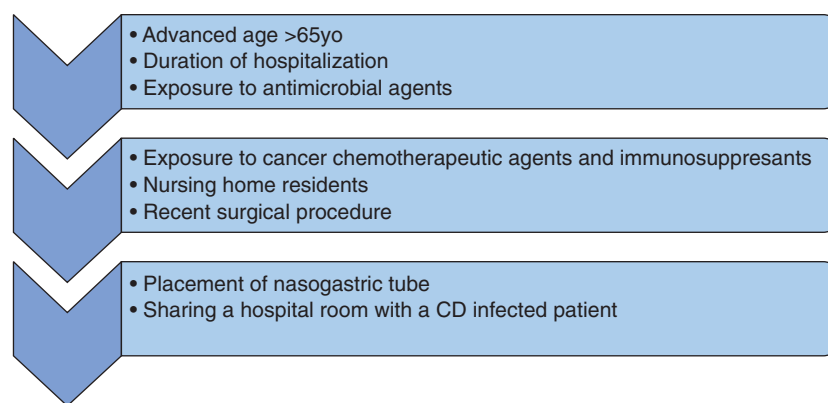 • Advanced age >65yo
• Duration of hospitalization
• Exposure to antimicrobial agents
• Exposure to cancer chemotherapeutic agents and immunosuppresants
• Nursing home residents
• Recent surgical procedure
• Placement of nasogastric tube
• Sharing a hospital room with a CD infected patient